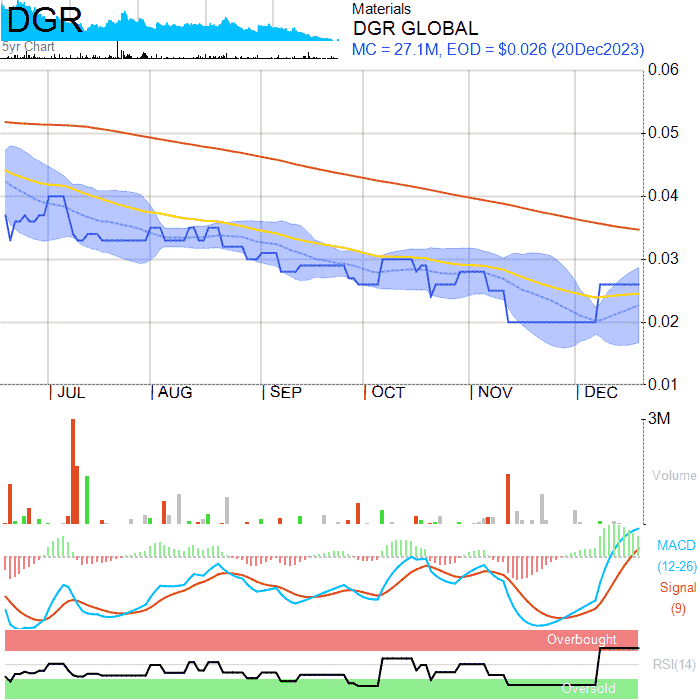 DGR
5yr Chart
Materials
DGR GLOBAL
MC = 27.1M, EOD = $0.026 (20Dec2023)
0.06
0.05
0.04
0.03
0.02
0.01
JUL AUG SEP OCT NOV DEC
3M
Volume
MACD
(12-26)
Signal
(9)
Overbought
RSI(14)
Oversold